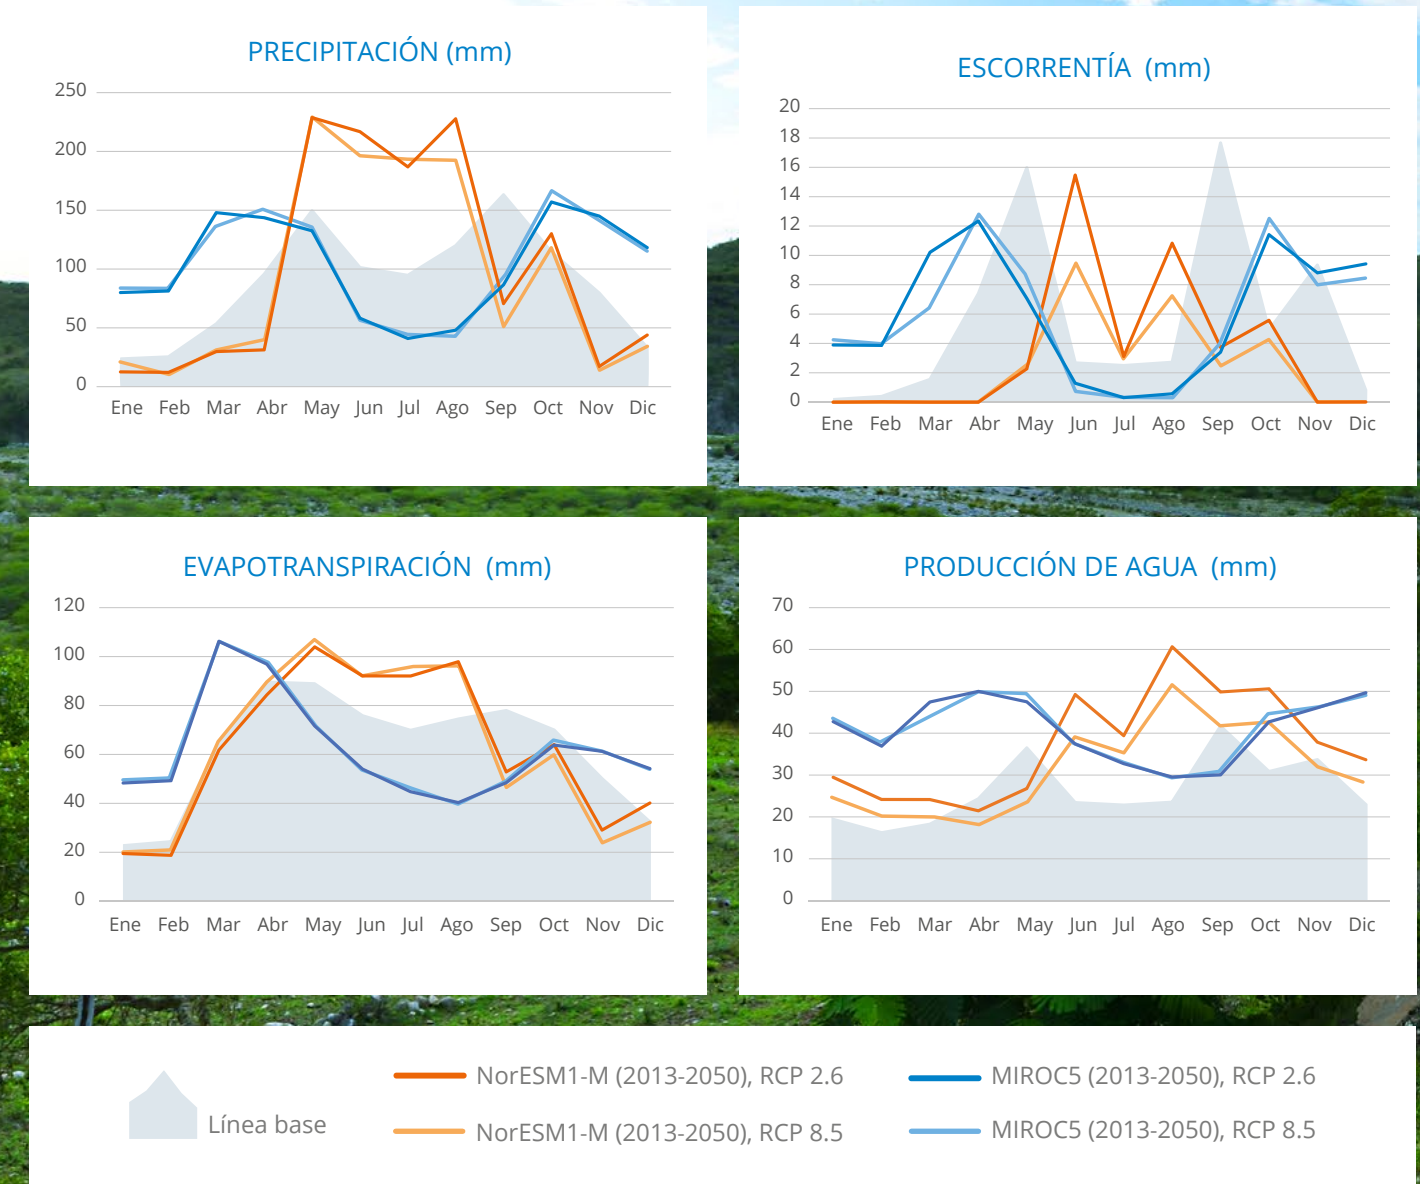 PRECIPITACIÓN (mm)
250
200
150
100
50
0
Ene Feb Mar Abr May Jun Jul Ago Sep Oct Nov Dic
ESCORRENTÍA (mm)
20
18
16
14
12
10
8
6
4
2
0
Ene Feb Mar Abr May Jun Jul Ago Sep Oct Nov Dic
EVAPOTRANSPIRACIÓN (mm)
120
100
80
60
40
20
0
Ene Feb Mar Abr May Jun Jul Ago Sep Oct Nov Dic
PRODUCCIÓN DE AGUA (mm)
70
60
50
40
30
20
10
0
Ene Feb Mar Abr May Jun Jul Ago Sep Oct Nov Dic
Línea base
NorESM1-M (2013-2050), RCP 2.6
NorESM1-M (2013-2050), RCP 8.5
MIROC5 (2013-2050), RCP 2.6
MIROC5 (2013-2050), RCP 8.5